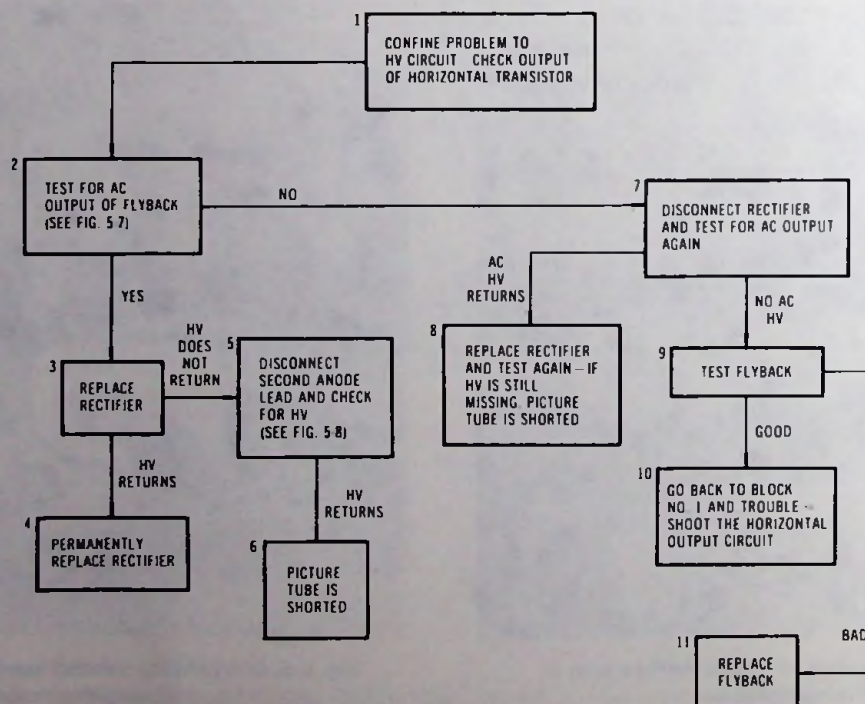 1
CONFINE PROBLEM TO
HV CIRCUIT CHECK OUTPUT
OF HORIZONTAL TRANSISTOR
2
TEST FOR AC
OUTPUT OF FLYBACK
(SEE FIG. 5 7)
NO
7
DISCONNECT RECTIFIER
AND TEST FOR AC OUTPUT
AGAIN
YES
3
REPLACE
RECTIFIER
HV
DOES
NOT
RETURN
5
DISCONNECT
SECOND ANODE
LEAD AND CHECK
FOR HV
(SEE FIG. 5 8)
AC
HV
RETURNS
8
REPLACE RECTIFIER
AND TEST AGAIN – IF
HV IS STILL
MISSING, PICTURE
TUBE IS SHORTED
NO AC
HV
9
TEST FLYBACK
GOOD
10
GO BACK TO BLOCK
NO. 1 AND TROUBLE-
SHOOT THE HORIZONTAL
OUTPUT CIRCUIT
HV
RETURNS
4
PERMANENTLY
REPLACE RECTIFIER
HV
RETURNS
6
PICTURE
TUBE IS
SHORTED
11
REPLACE
FLYBACK
BAD